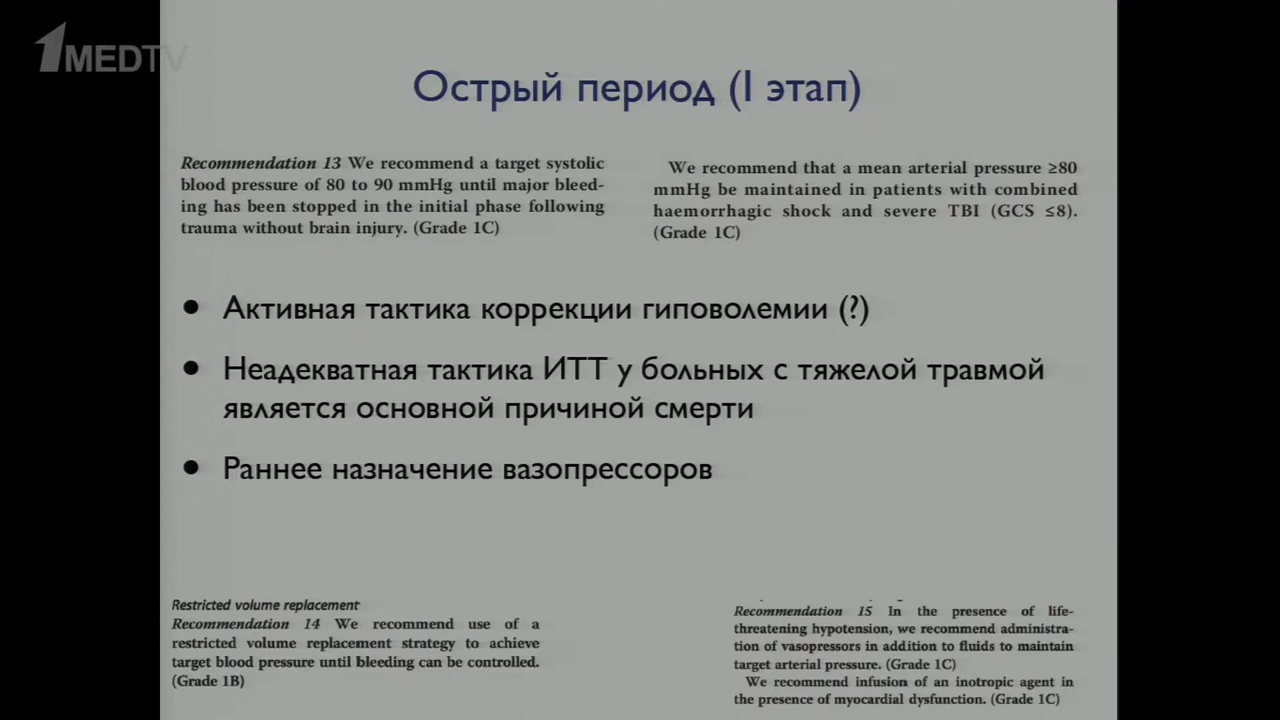 1MEDTV
Острый период (I этап)
Recommendation 13 We recommend a target systolic
blood pressure of 80 to 90 mmHg until major bleed-
ing has been stopped in the initial phase following
trauma without brain injury. (Grade 1C)
We recommend that a mean arterial pressure ≥80
mmHg be maintained in patients with combined
haemorrhagic shock and severe TBI (GCS ≤8).
(Grade 1C)
• Активная тактика коррекции гиповолемии (?)
• Неадекватная тактика ИТТ у больных с тяжелой травмой
является основной причиной смерти
• Раннее назначение вазопрессоров
Restricted volume replacement
Recommendation 14 We recommend use of a
restricted volume replacement strategy to achieve
target blood pressure until bleeding can be controlled.
(Grade 1B)
Recommendation 15 In the presence of life-
threatening hypotension, we recommend administra-
tion of vasopressors in addition to fluids to maintain
target arterial pressure. (Grade 1C)
We recommend infusion of an inotropic agent in
the presence of myocardial dysfunction. (Grade 1C)